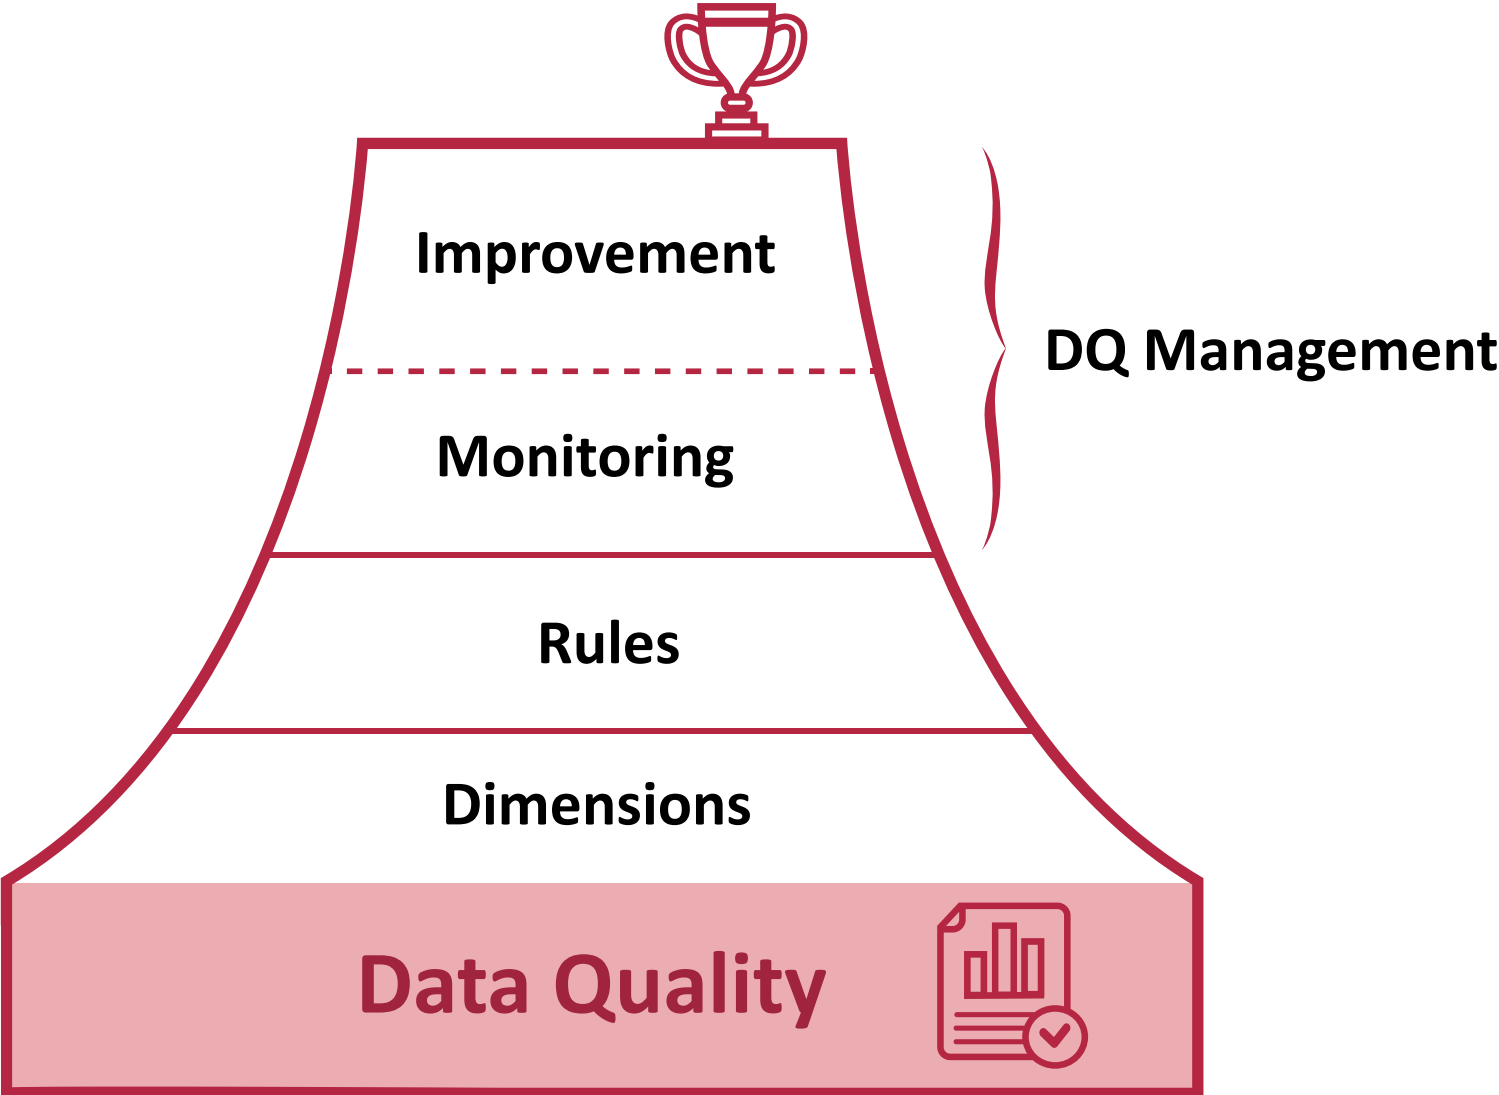 Improvement
DQ Management
Monitoring
Rules
Dimensions
Data Quality